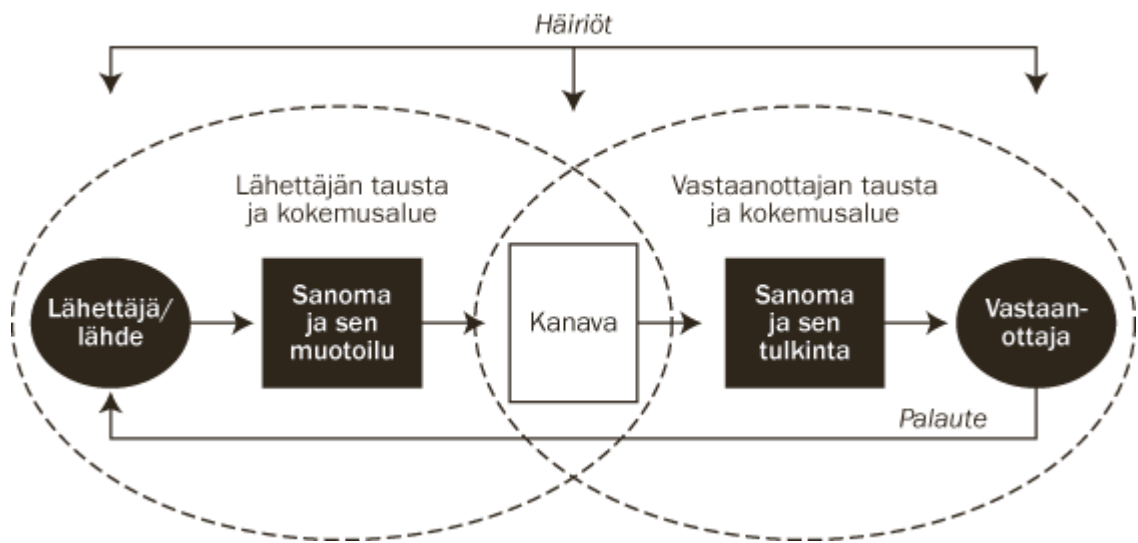 Häiriöt
Lähettäjän tausta
ja kokemusalue
Vastaanottajan tausta
ja kokemusalue
Lähettäjä/
lähde
Sanoma
ja sen
muotoilu
Kanava
Sanoma
ja sen
tulkinta
Vastaan-
ottaja
Palaute